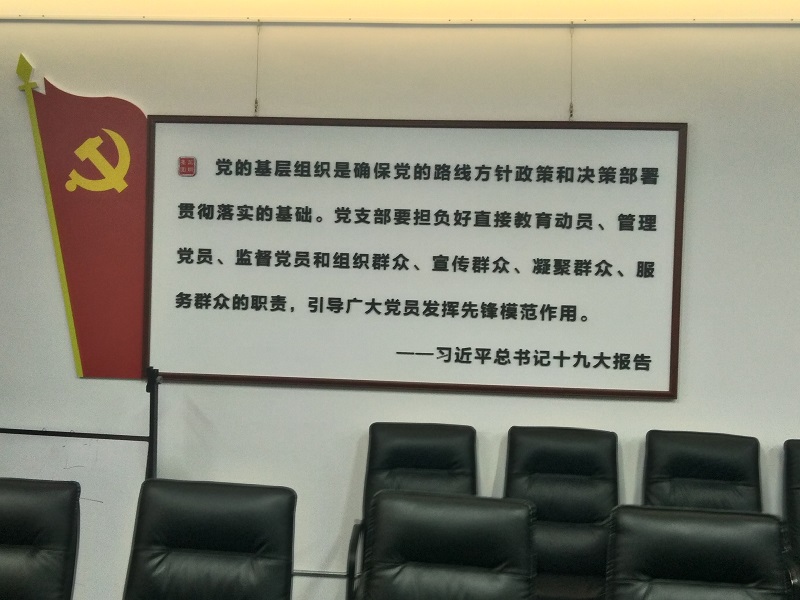 党的基层组织是确保党的路线方针政策和决策部署
贯彻落实的基础。党支部要担负好直接教育动员、管理
党员、监督党员和组织群众、宣传群众、凝聚群众、服
务群众的职责，引导广大党员发挥先锋模范作用。
——习近平总书记十九大报告